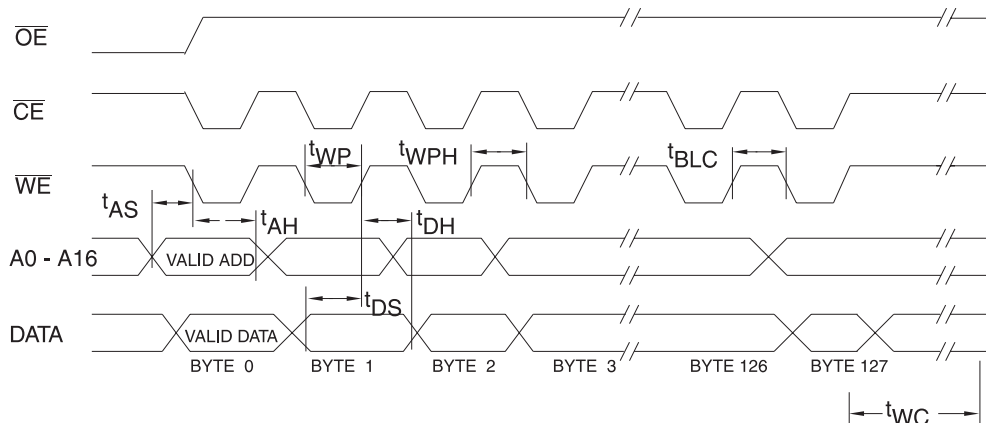 OE
CE
tWP tWPH tBLC
WE
tAS
tAH tDH
A0 - A16 VALID ADD
tDS
DATA VALID DATA
BYTE 0 BYTE 1 BYTE 2 BYTE 3 BYTE 126 BYTE 127
tWC